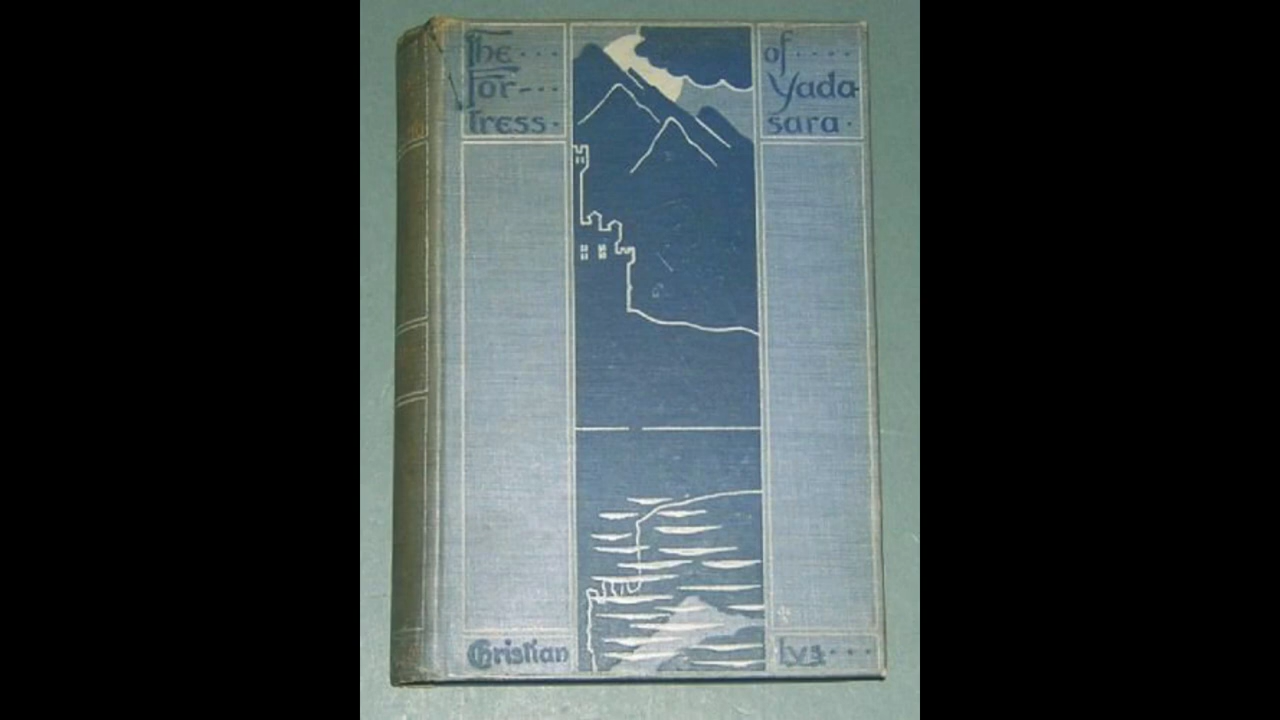 The · · · of · · · ·
For- · · · Yada-
tress · sara ·
Christian Lys · · ·